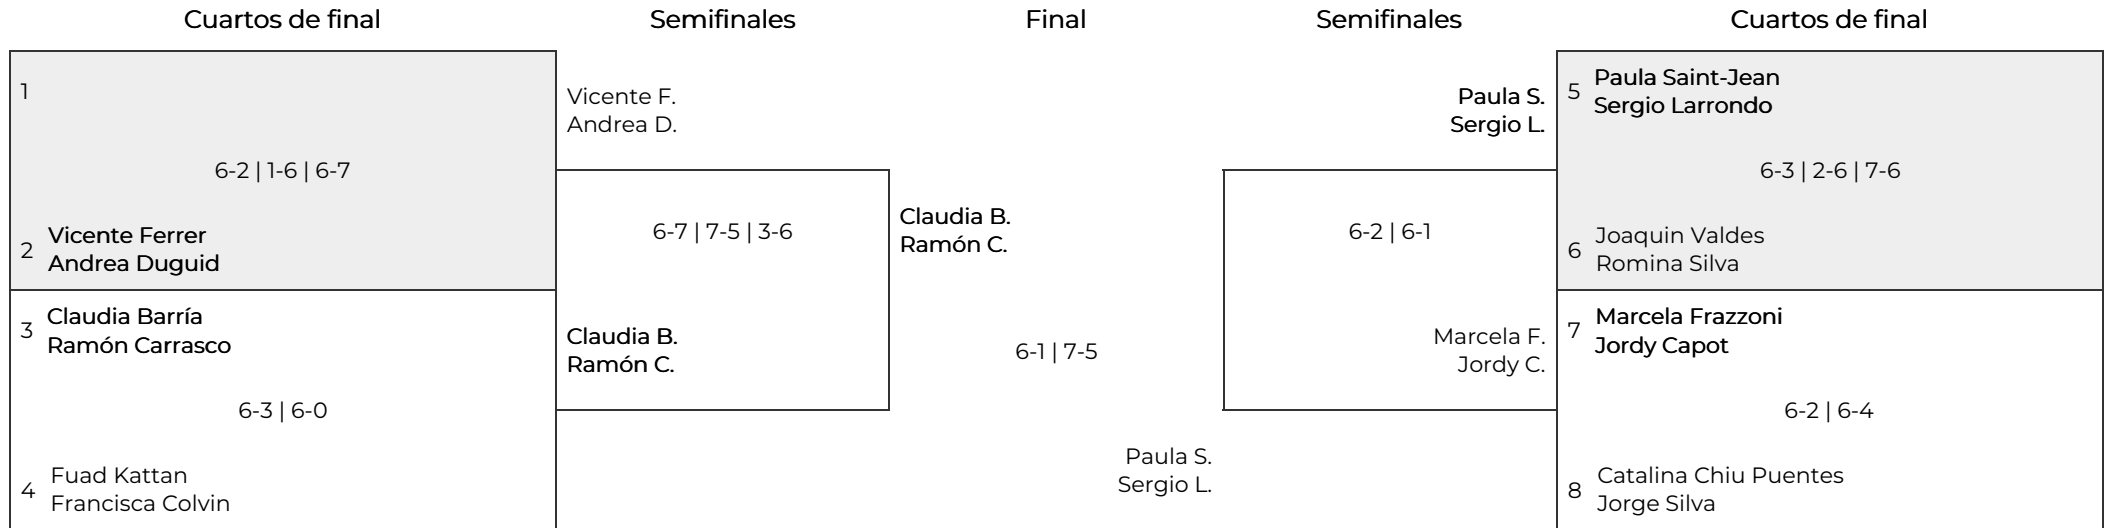 Cuartos de final
Semifinales
Final
Semifinales
Cuartos de final
1
6-2 | 1-6 | 6-7
2
Vicente Ferrer
Andrea Duguid
3
Claudia Barría
Ramón Carrasco
6-3 | 6-0
4
Fuad Kattan
Francisca Colvin
Vicente F.
Andrea D.
6-7 | 7-5 | 3-6
Claudia B.
Ramón C.
Claudia B.
Ramón C.
6-1 | 7-5
Paula S.
Sergio L.
Paula S.
Sergio L.
6-2 | 6-1
Marcela F.
Jordy C.
5
Paula Saint-Jean
Sergio Larrondo
6-3 | 2-6 | 7-6
6
Joaquin Valdes
Romina Silva
7
Marcela Frazzoni
Jordy Capot
6-2 | 6-4
8
Catalina Chiu Puentes
Jorge Silva